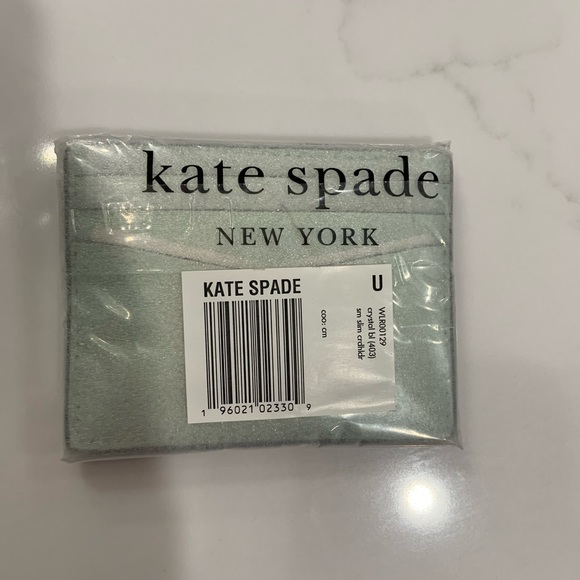 kate spade
NEW YORK
KATE SPADE
U
WLR00129
crystal bl (403)
sm slim crdhldr
coo: cm
1 96021 02330 9